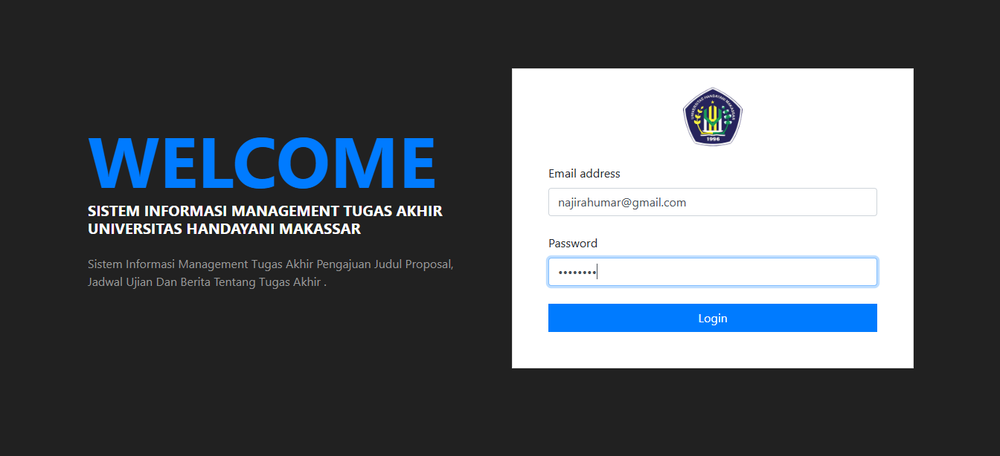 WELCOME
SISTEM INFORMASI MANAGEMENT TUGAS AKHIR
UNIVERSITAS HANDAYANI MAKASSAR
Sistem Informasi Management Tugas Akhir Pengajuan Judul Proposal,
Jadwal Ujian Dan Berita Tentang Tugas Akhir .
UNIVERSITAS HANDAYANI MAKASSAR
1996
Email address
najirahumar@gmail.com
Password
••••••••
Login